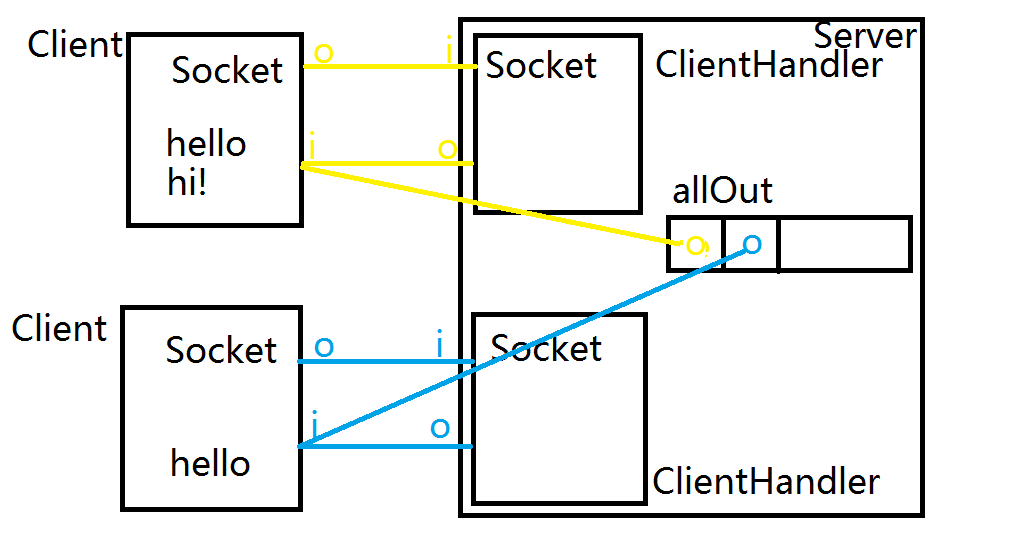 Client
Socket
hello
hi!
o
i
i
o
Server
Socket
ClientHandler
allOut
o
o
Client
Socket
hello
o
i
i
o
Socket
ClientHandler